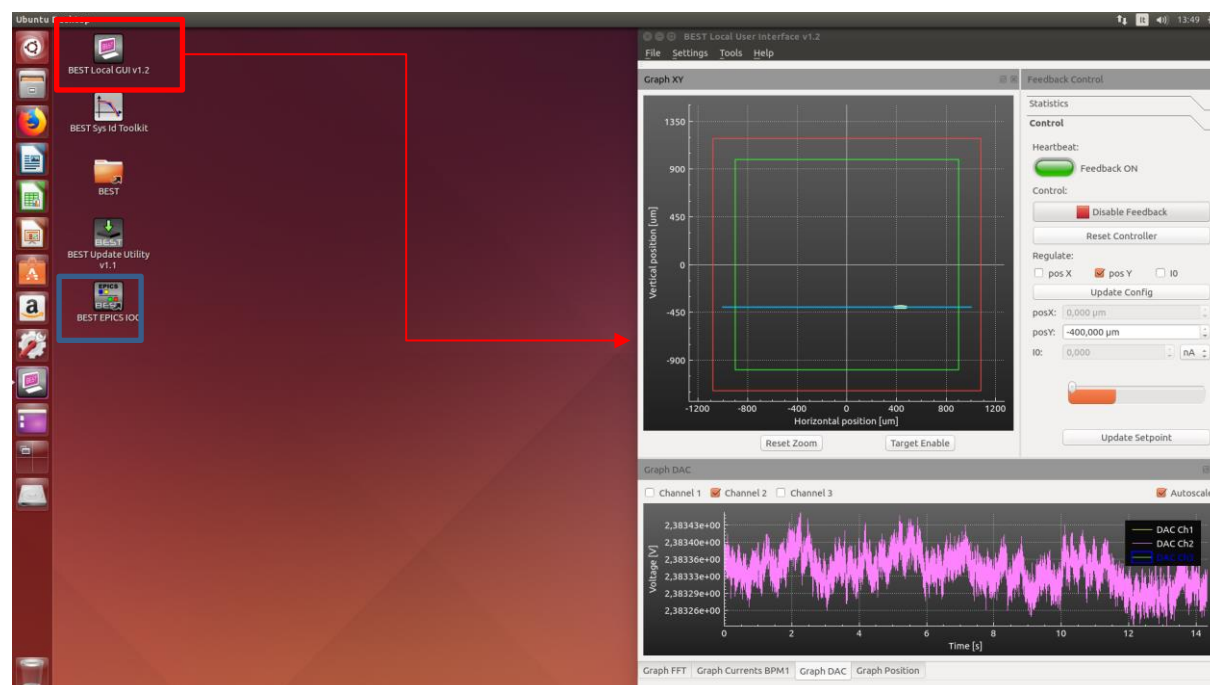 Ubuntu Desktop
It
13:49
BEST Local GUI v1.2
BEST Sys Id Toolkit
BEST
BEST
BEST Update Utility
v1.1
EPICS
BEST
BEST EPICS IOC
a
BEST Local User Interface v1.2
File Settings Tools Help
Graph XY
1350
900
450
0
-450
-900
Vertical position [um]
-1200 -800 -400 0 400 800 1200
Horizontal position [um]
Reset Zoom Target Enable
Feedback Control
Statistics
Control
Heartbeat:
Feedback ON
Control:
Disable Feedback
Reset Controller
Regulate:
pos X pos Y I0
Update Config
posX: 0,000 µm
posY: -400,000 µm
I0: 0,000 nA
Update Setpoint
Graph DAC
Channel 1 Channel 2 Channel 3 Autoscale
2,38343e+00
2,38340e+00
2,38336e+00
2,38333e+00
2,38329e+00
2,38326e+00
Voltage [V]
DAC Ch1
DAC Ch2
0 2 4 6 8 10 12 14
Time [s]
Graph FFT Graph Currents BPM1 Graph DAC Graph Position